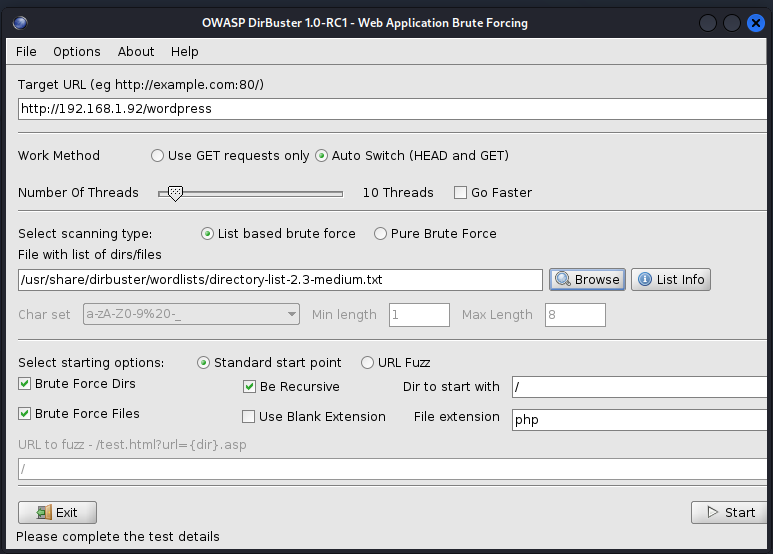 OWASP DirBuster 1.0-RC1 - Web Application Brute Forcing
File Options About Help
Target URL (eg http://example.com:80/)
http://192.168.1.92/wordpress
Work Method Use GET requests only Auto Switch (HEAD and GET)
Number Of Threads 10 Threads Go Faster
Select scanning type: List based brute force Pure Brute Force
File with list of dirs/files
/usr/share/dirbuster/wordlists/directory-list-2.3-medium.txt Browse List Info
Char set a-zA-Z0-9%20-_ Min length 1 Max Length 8
Select starting options: Standard start point URL Fuzz
Brute Force Dirs Be Recursive Dir to start with /
Brute Force Files Use Blank Extension File extension php
URL to fuzz - /test.html?url={dir}.asp
/
Exit Start
Please complete the test details